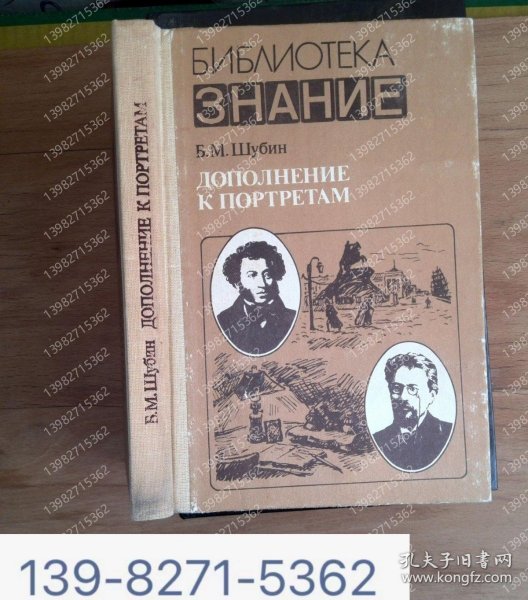 БИБЛИОТЕКА
ЗНАНИЕ
Б.М. Шубин
ДОПОЛНЕНИЕ
К ПОРТРЕТАМ
Б.М. Шубин ДОПОЛНЕНИЕ К ПОРТРЕТАМ
13982715362
139-8271-5362
孔夫子旧书网
www.kongfz.com